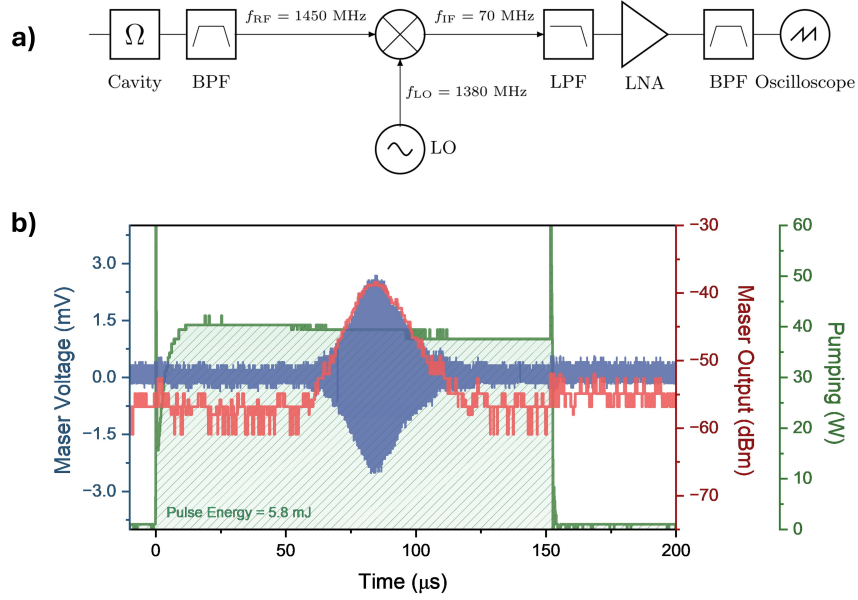 a)
f_RF = 1450 MHz
f_IF = 70 MHz
Ω
Cavity
BPF
LPF
LNA
BPF
Oscilloscope
f_LO = 1380 MHz
LO
b)
Maser Voltage (mV)
3.0
1.5
0.0
−1.5
−3.0
−30
−40
−50
−60
−70
Maser Output (dBm)
60
50
40
30
20
10
0
Pumping (W)
Pulse Energy = 5.8 mJ
0
50
100
150
200
Time (μs)